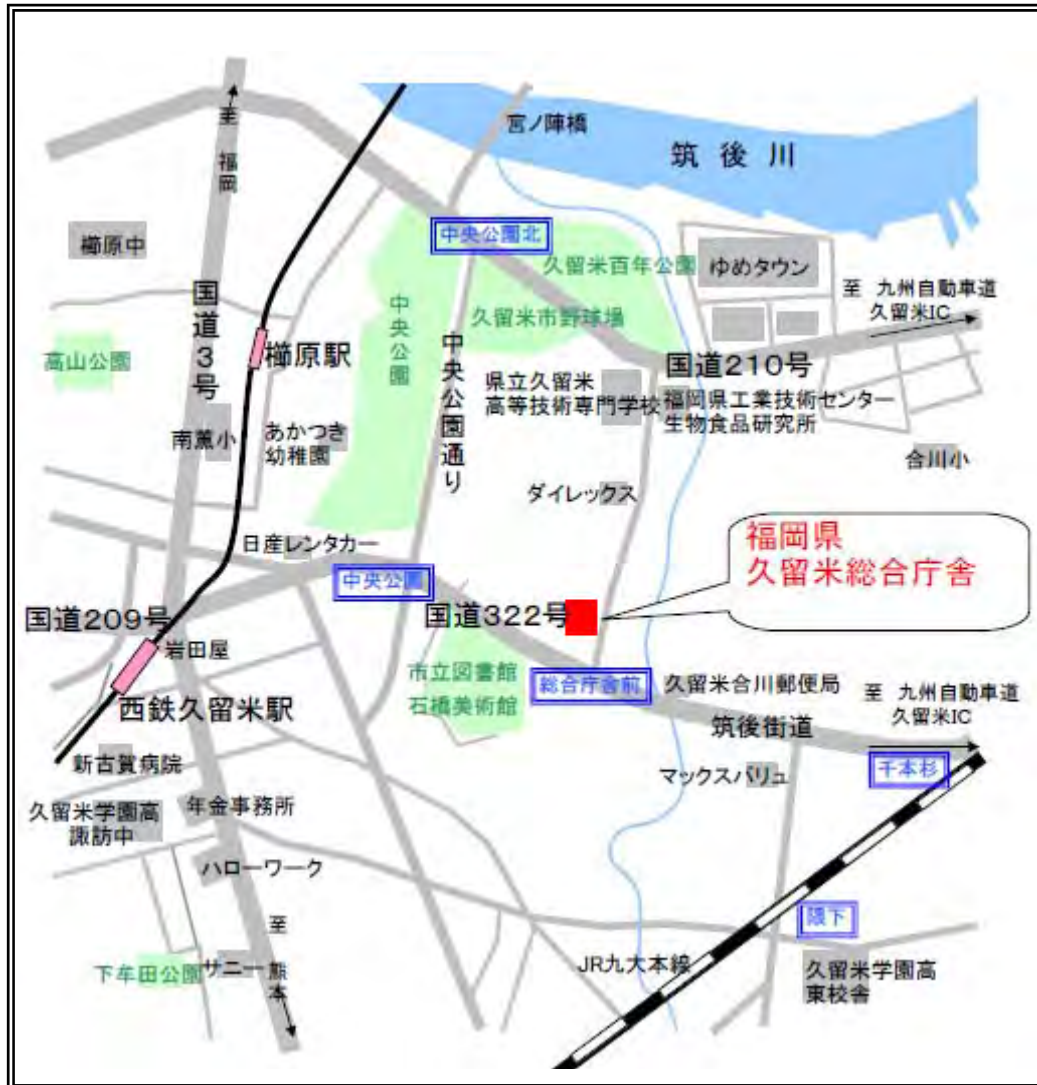 宮ノ陣橋
筑後川
至
福岡
中央公園北
櫛原中
久留米百年公園
ゆめタウン
至 九州自動車道
久留米IC
国道3号
中央公園
久留米市野球場
中央公園通り
櫛原駅
高山公園
国道210号
県立久留米
高等技術専門学校
福岡県工業技術センター
生物食品研究所
南薫小
あかつき
幼稚園
合川小
ダイレックス
福岡県
久留米総合庁舎
日産レンタカー
中央公園
国道322号
国道209号
岩田屋
市立図書館
石橋美術館
総合庁舎前
久留米合川郵便局
至 九州自動車道
久留米IC
西鉄久留米駅
筑後街道
新古賀病院
マックスバリュ
千本杉
久留米学園高
諏訪中
年金事務所
ハローワーク
至
熊本
隈下
下牟田公園
サニー
JR九大本線
久留米学園高
東校舎